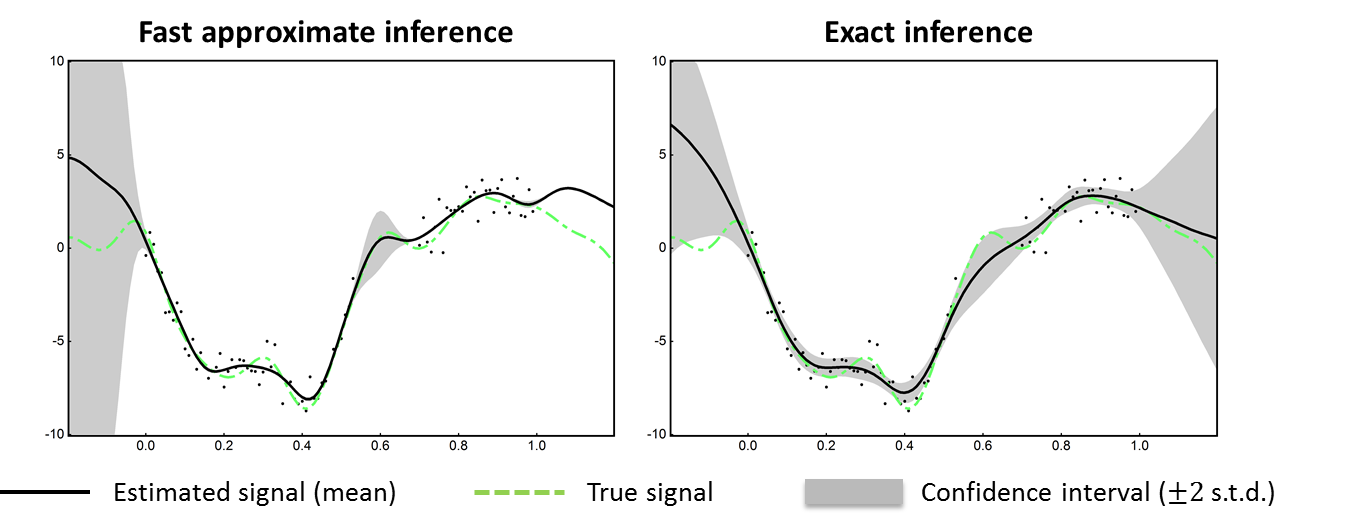 Fast approximate inference
Exact inference
10
5
0
-5
-10
0.0 0.2 0.4 0.6 0.8 1.0
10
5
0
-5
-10
0.0 0.2 0.4 0.6 0.8 1.0
Estimated signal (mean)
True signal
Confidence interval (±2 s.t.d.)